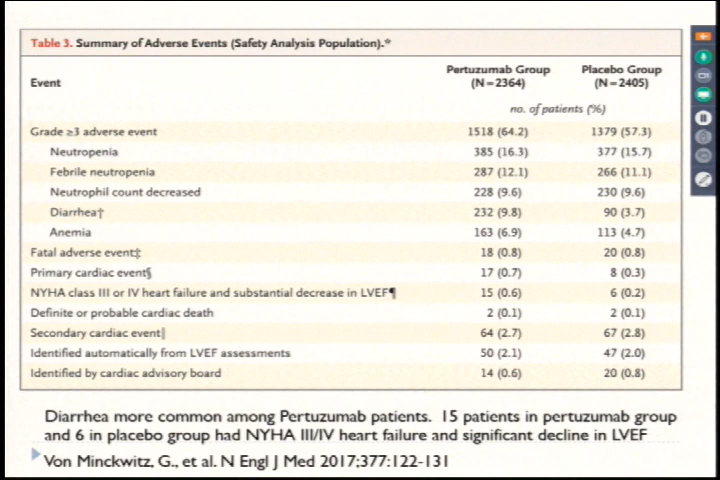 Table 3. Summary of Adverse Events (Safety Analysis Population).*
Event Pertuzumab Group (N=2364) Placebo Group (N=2405)
no. of patients (%)
Grade ≥3 adverse event 1518 (64.2) 1379 (57.3)
Neutropenia 385 (16.3) 377 (15.7)
Febrile neutropenia 287 (12.1) 266 (11.1)
Neutrophil count decreased 228 (9.6) 230 (9.6)
Diarrhea† 232 (9.8) 90 (3.7)
Anemia 163 (6.9) 113 (4.7)
Fatal adverse event‡ 18 (0.8) 20 (0.8)
Primary cardiac event§ 17 (0.7) 8 (0.3)
NYHA class III or IV heart failure and substantial decrease in LVEF¶ 15 (0.6) 6 (0.2)
Definite or probable cardiac death 2 (0.1) 2 (0.1)
Secondary cardiac event‖ 64 (2.7) 67 (2.8)
Identified automatically from LVEF assessments 50 (2.1) 47 (2.0)
Identified by cardiac advisory board 14 (0.6) 20 (0.8)
Diarrhea more common among Pertuzumab patients. 15 patients in pertuzumab group
and 6 in placebo group had NYHA III/IV heart failure and significant decline in LVEF
Von Minckwitz, G., et al. N Engl J Med 2017;377:122-131